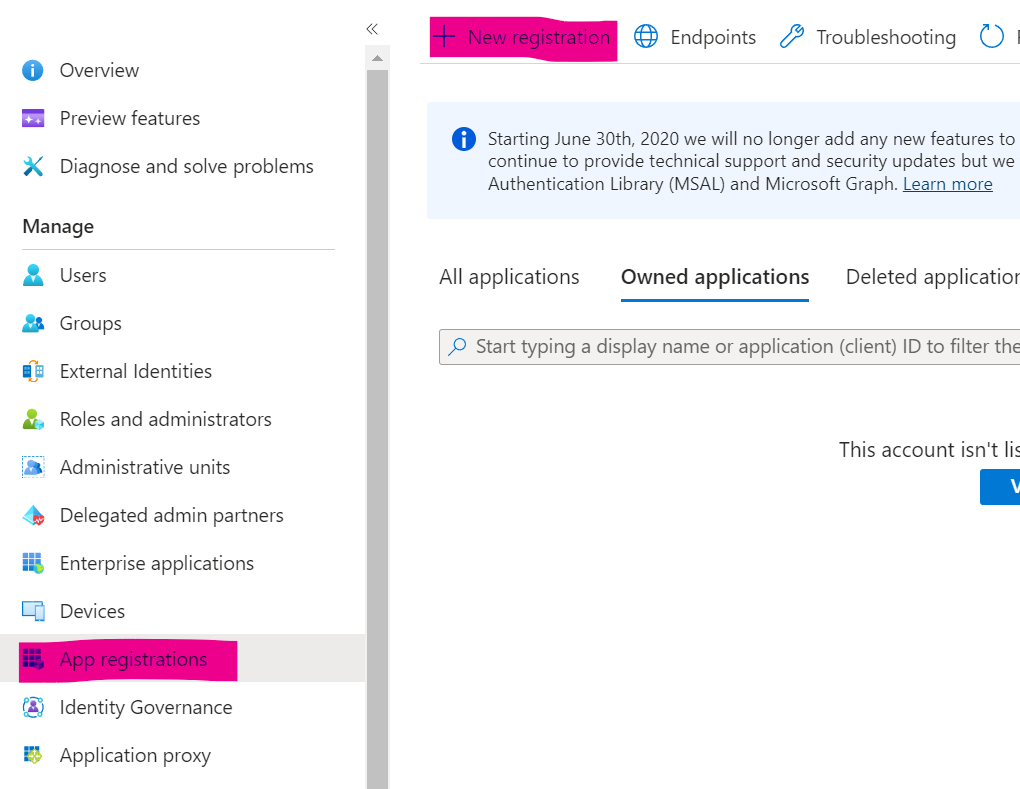 «
Overview
Preview features
Diagnose and solve problems
Manage
Users
Groups
External Identities
Roles and administrators
Administrative units
Delegated admin partners
Enterprise applications
Devices
App registrations
Identity Governance
Application proxy
New registration Endpoints Troubleshooting
Starting June 30th, 2020 we will no longer add any new features to
continue to provide technical support and security updates but we
Authentication Library (MSAL) and Microsoft Graph. Learn more
All applications Owned applications Deleted
Start typing a display name or application (client) ID to filter the
This account isn't